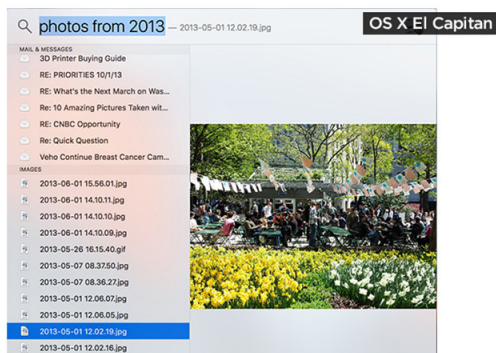 photos from 2013 — 2013-05-01 12.02.19.jpg
OS X El Capitan
MAIL & MESSAGES
3D Printer Buying Guide
RE: PRIORITIES 10/1/13
RE: What's the Next March on Was...
Re: 10 Amazing Pictures Taken wit...
RE: CNBC Opportunity
Re: Quick Question
Veho Continue Breast Cancer Cam...
IMAGES
2013-06-01 15.56.01.jpg
2013-06-01 14.10.11.jpg
2013-06-01 14.10.10.jpg
2013-06-01 14.10.09.jpg
2013-05-26 16.15.40.gif
2013-05-07 08.37.50.jpg
2013-05-07 08.36.27.jpg
2013-05-01 12.06.07.jpg
2013-05-01 12.06.05.jpg
2013-05-01 12.02.19.jpg
2013-05-01 12.02.16.jpg